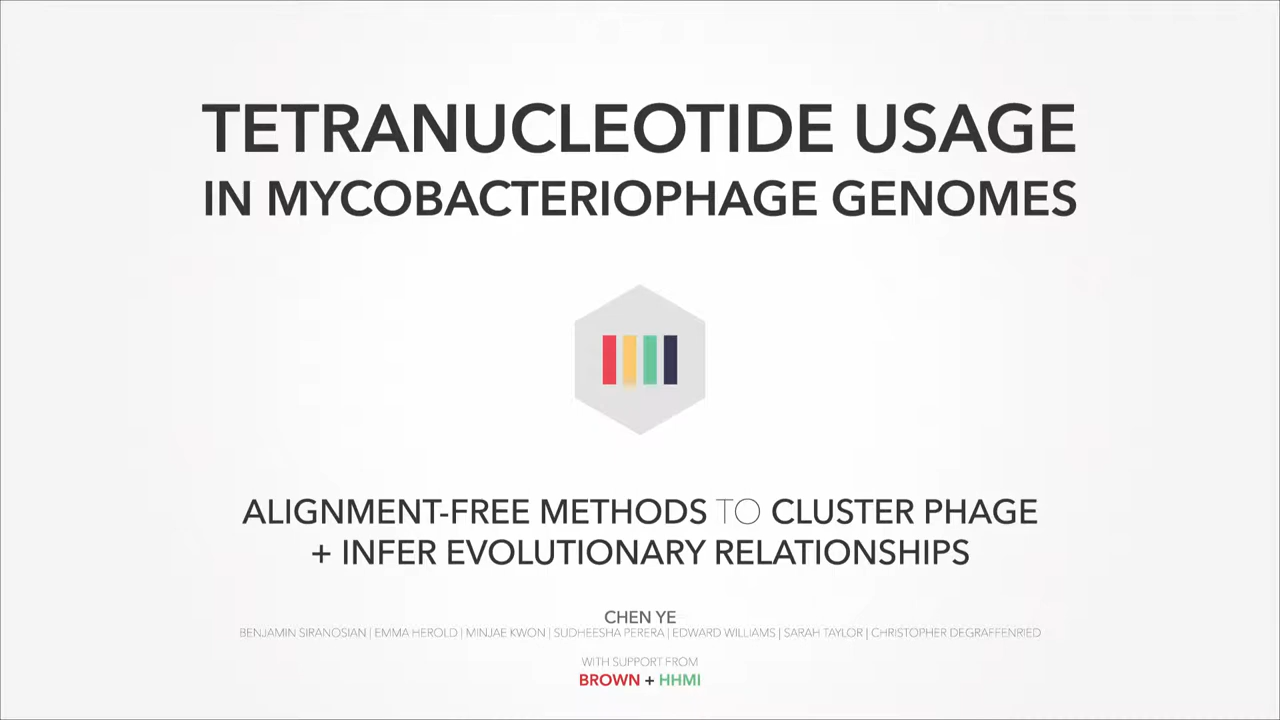 TETRANUCLEOTIDE USAGE
IN MYCOBACTERIOPHAGE GENOMES
ALIGNMENT-FREE METHODS TO CLUSTER PHAGE
+ INFER EVOLUTIONARY RELATIONSHIPS
CHEN YE
BENJAMIN SIRANOSIAN | EMMA HEROLD | MINJAE KWON | SUDHEESHA PERERA | EDWARD WILLIAMS | SARAH TAYLOR | CHRISTOPHER DEGRAFFENRIED
WITH SUPPORT FROM
BROWN + HHMI